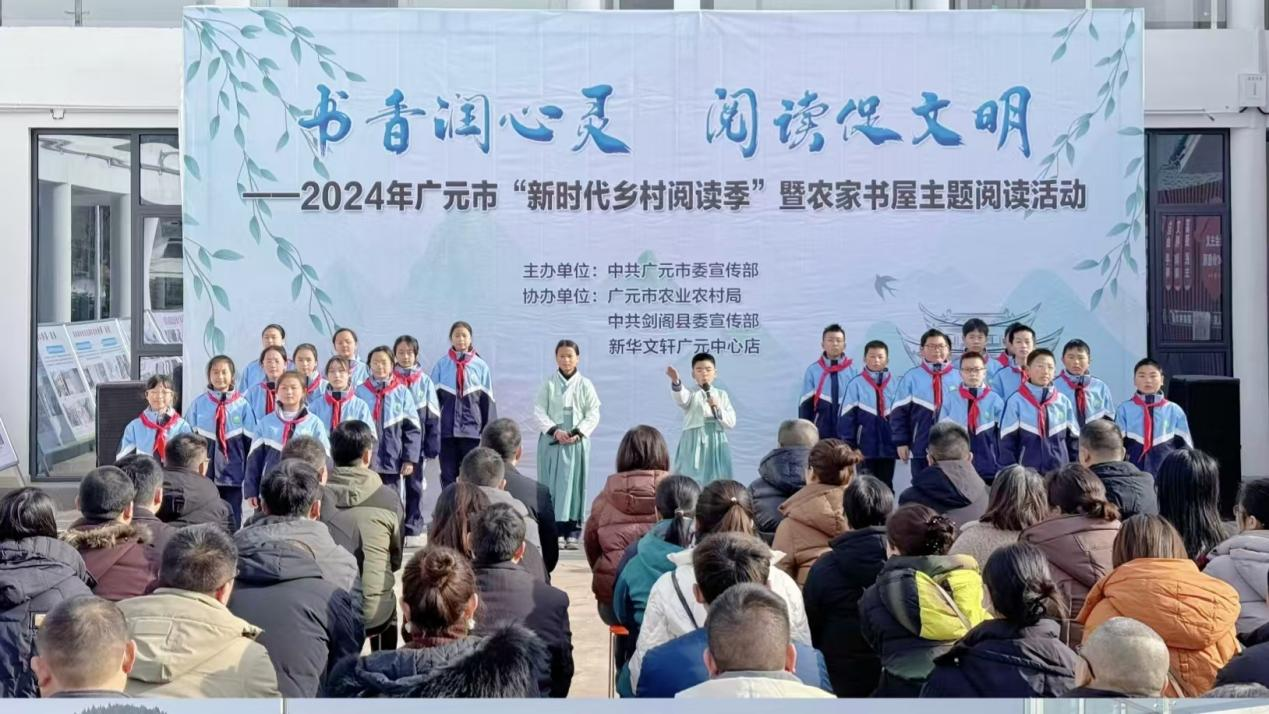 书香润心灵 阅读促文明
——2024年广元市“新时代乡村阅读季”暨农家书屋主题阅读活动
主办单位：中共广元市委宣传部
协办单位：广元市农业农村局
中共剑阁县委宣传部
新华文轩广元中心店